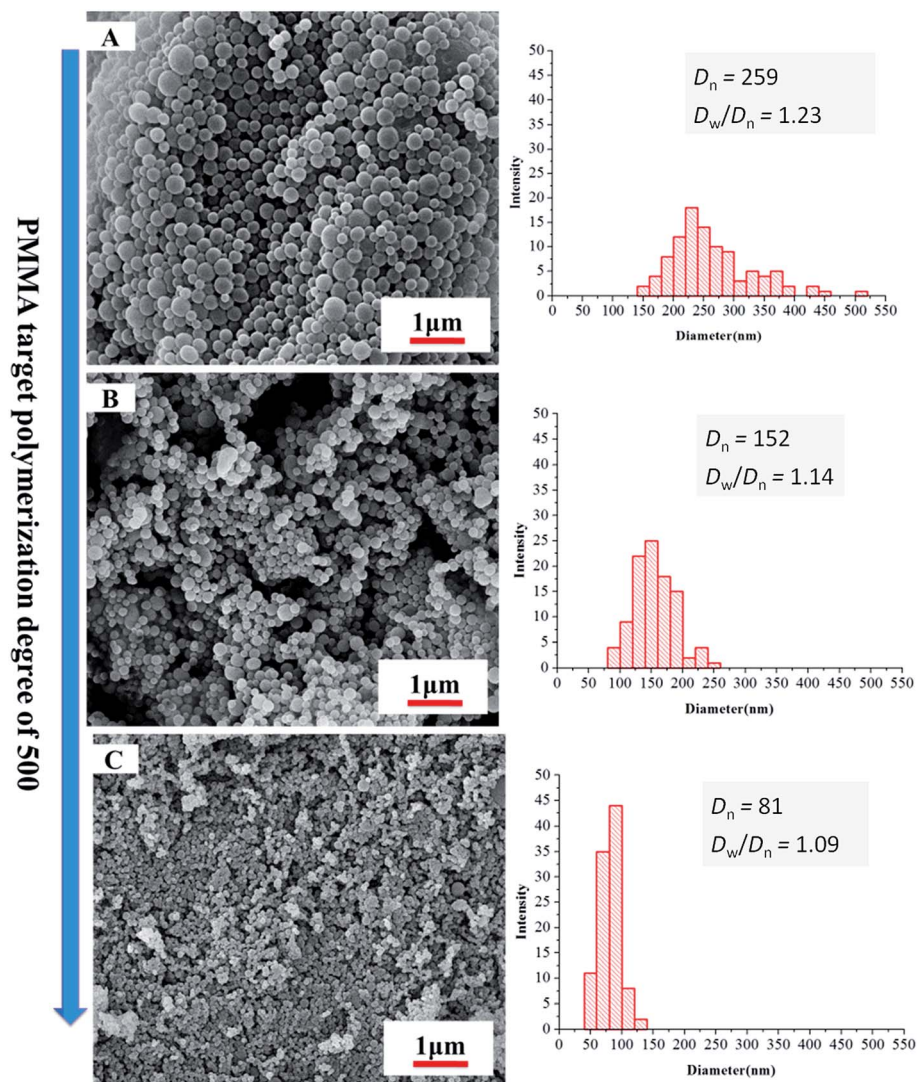 PMMA target polymerization degree of 500
A
1μm
50
45
40
35
30
25
20
15
10
5
0
Intensity
0 50 100 150 200 250 300 350 400 450 500 550
Diameter(nm)
Dn = 259
Dw/Dn = 1.23
B
1μm
50
45
40
35
30
25
20
15
10
5
0
Intensity
0 50 100 150 200 250 300 350 400 450 500 550
Diameter(nm)
Dn = 152
Dw/Dn = 1.14
C
1μm
50
45
40
35
30
25
20
15
10
5
0
Intensity
0 50 100 150 200 250 300 350 400 450 500 550
Diameter(nm)
Dn = 81
Dw/Dn = 1.09